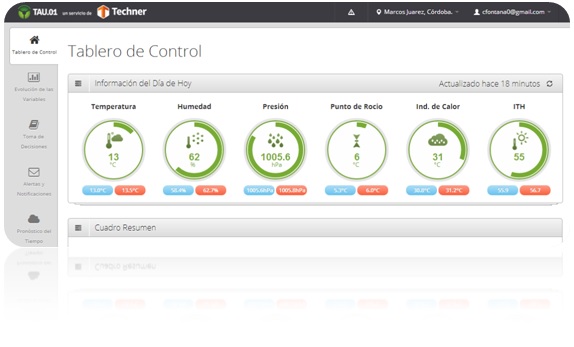 TAU.01 un servicio de Techner
Marcos Juarez, Córdoba.
cfontana0@gmail.com
Tablero de Control
Evolución de las
Variables
Toma de
Decisiones
Alertas y
Notificaciones
Pronóstico del
Tiempo
Tablero de Control
Información del Día de Hoy
Actualizado hace 18 minutos
Temperatura Humedad Presión Punto de Rocio Ind. de Calor ITH
13 62 1005.6 6 31 55
°C % hPa °C °C
13.0°C 13.5°C 58.4% 62.7% 1005.6hPa 1005.8hPa 5.3°C 6.0°C 30.8°C 31.2°C 55.9 56.7
Cuadro Resumen